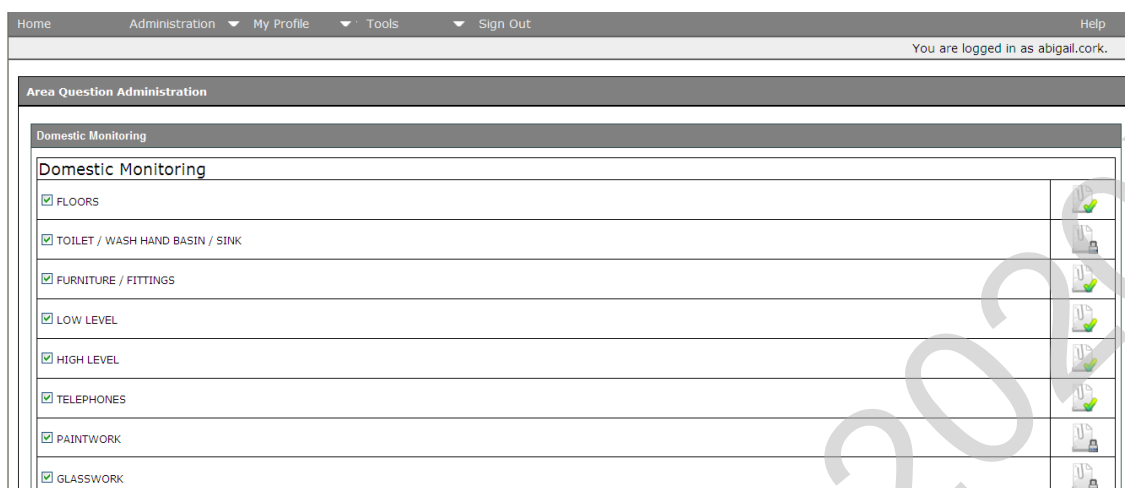 Home Administration My Profile Tools Sign Out Help
You are logged in as abigail.cork.
Area Question Administration
Domestic Monitoring
Domestic Monitoring
FLOORS
TOILET / WASH HAND BASIN / SINK
FURNITURE / FITTINGS
LOW LEVEL
HIGH LEVEL
TELEPHONES
PAINTWORK
GLASSWORK